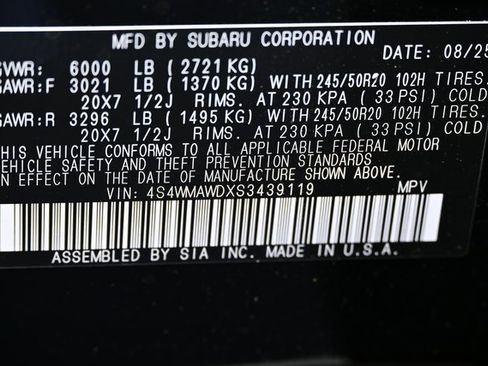 MFD BY SUBARU CORPORATION
DATE: 08/25
GVWR: 6000 LB (2721 KG)
GAWR:F 3021 LB (1370 KG) WITH 245/50R20 102H TIRES.
20X7 1/2J RIMS. AT 230 KPA (33 PSI) COLD
GAWR:R 3296 LB (1495 KG) WITH 245/50R20 102H TIRES.
20X7 1/2J RIMS. AT 230 KPA (33 PSI) COLD
THIS VEHICLE CONFORMS TO ALL APPLICABLE FEDERAL MOTOR
VEHICLE SAFETY AND THEFT PREVENTION STANDARDS
IN EFFECT ON THE DATE OF MANUFACTURE SHOWN ABOVE.
VIN: 4S4WMAWDXS3439119 MPV
ASSEMBLED BY SIA INC. MADE IN U.S.A.